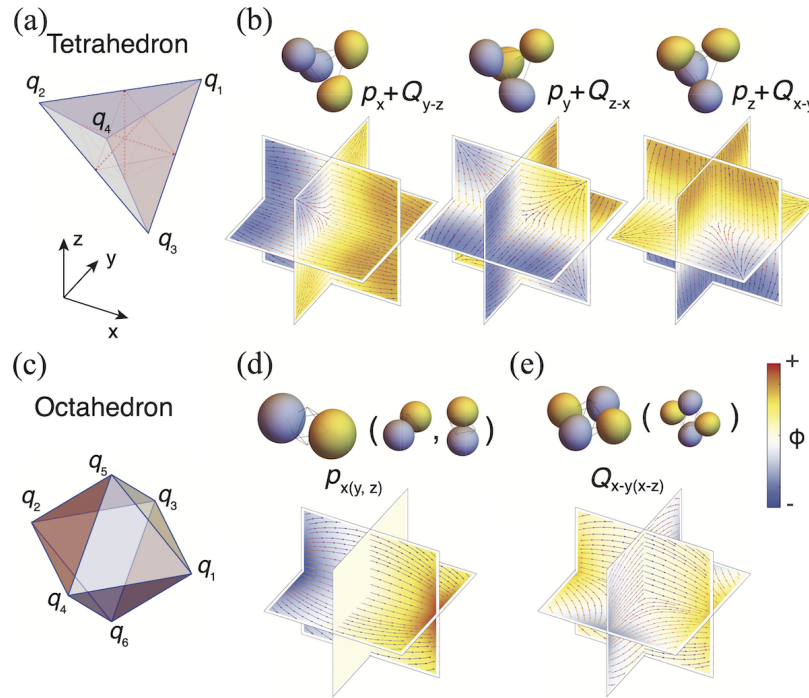 (a)
Tetrahedron
q1
q2
q4
q3
z
y
x
(b)
px+Qy-z
py+Qz-x
pz+Qx-y
(c)
Octahedron
q5
q2
q3
q4
q1
q6
(d)
( , )
px(y, z)
(e)
( )
Qx-y(x-z)
+
ϕ
-